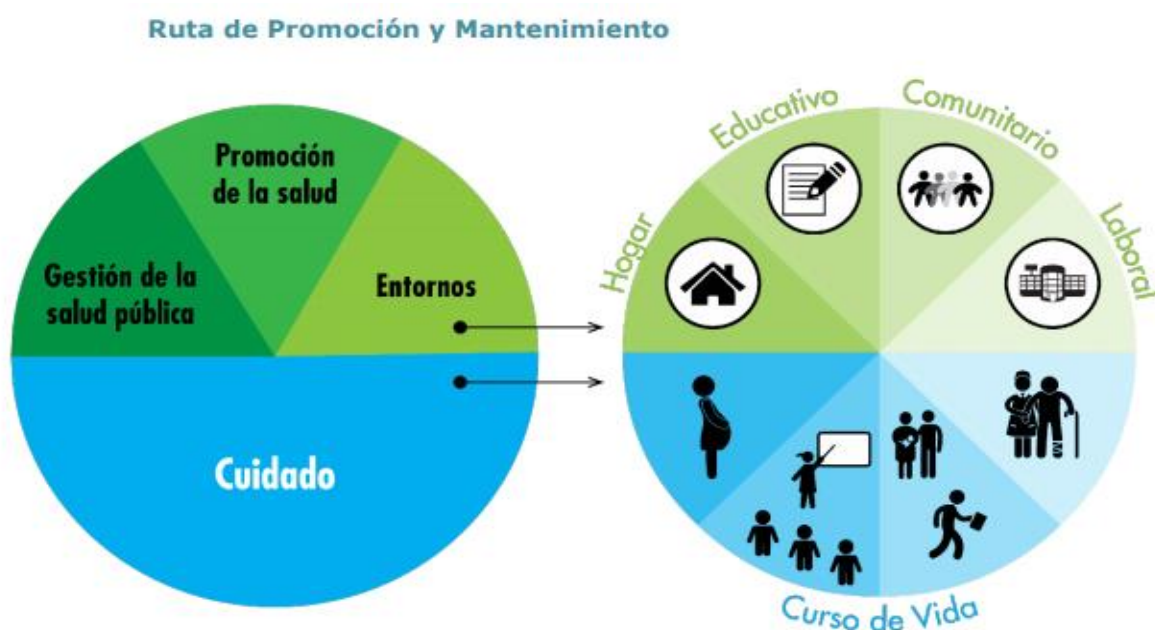 Ruta de Promoción y Mantenimiento
Promoción
de la salud
Gestión de la
salud pública
Entornos
Cuidado
Hogar
Educativo
Comunitario
Laboral
Curso de Vida